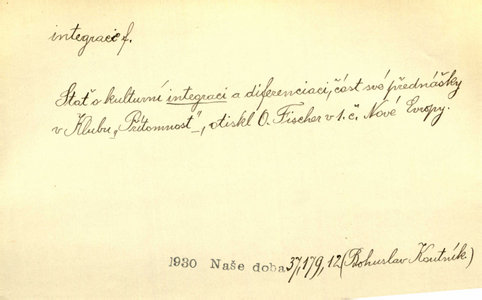 integrace f.
Stať o kulturní integraci a diferenciaci, část své přednášky
v Klubu „Přítomnost“, otiskl O. Fischer v 1. č. Nové Evropy.
1930 Naše doba 37,179,12 (Bohuslav Koutník)